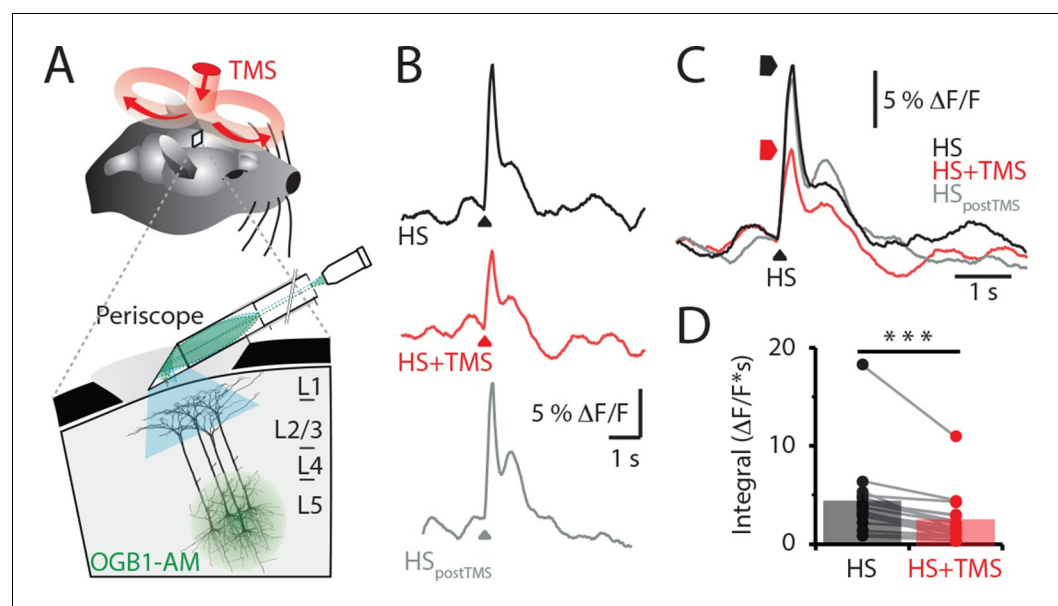 A
TMS
Periscope
L1
L2/3
L4
L5
OGB1-AM
B
HS
HS+TMS
5 % ΔF/F
1 s
HSpostTMS
C
5 % ΔF/F
HS
HS+TMS
HSpostTMS
HS
1 s
D
***
20
10
0
Integral (ΔF/F*s)
HS
HS+TMS